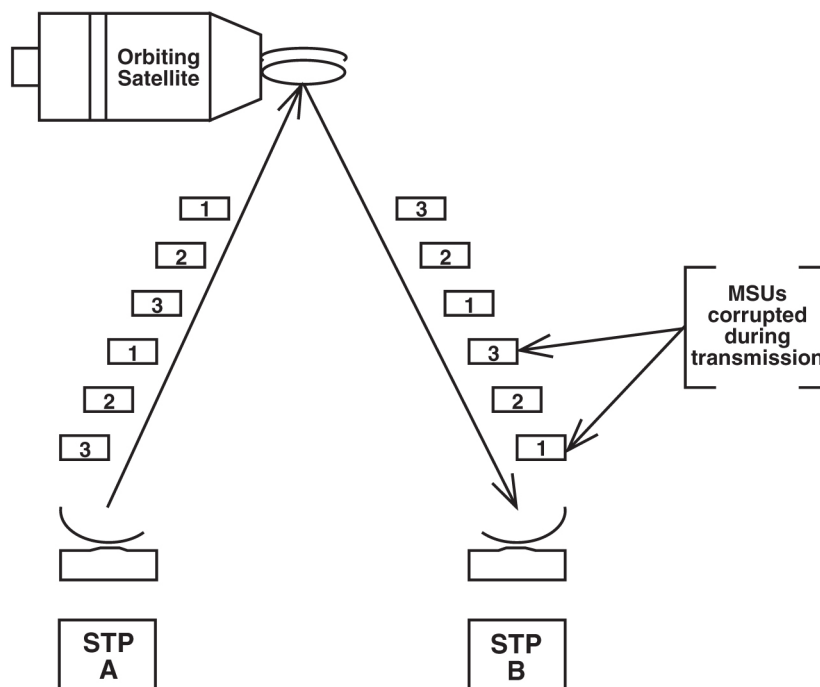 Orbiting
Satellite
1
3
2
2
3
1
MSUs
corrupted
during
transmission
1
3
2
2
3
1
STP
A
STP
B